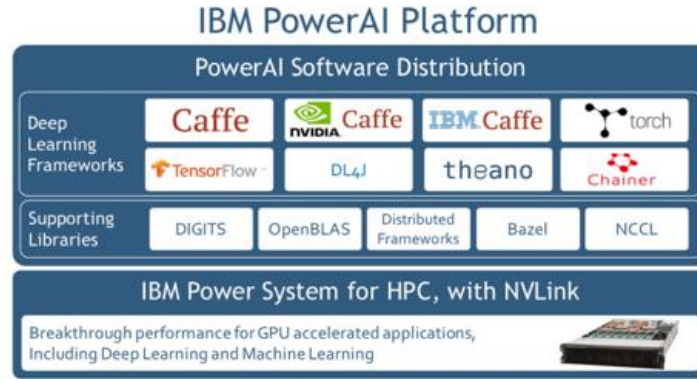 IBM PowerAI Platform
PowerAI Software Distribution
Deep
Learning
Frameworks
Caffe
NVIDIA Caffe
IBM Caffe
torch
TensorFlow
DL4J
theano
Chainer
Supporting
Libraries
DIGITS
OpenBLAS
Distributed
Frameworks
Bazel
NCCL
IBM Power System for HPC, with NVLink
Breakthrough performance for GPU accelerated applications,
Including Deep Learning and Machine Learning